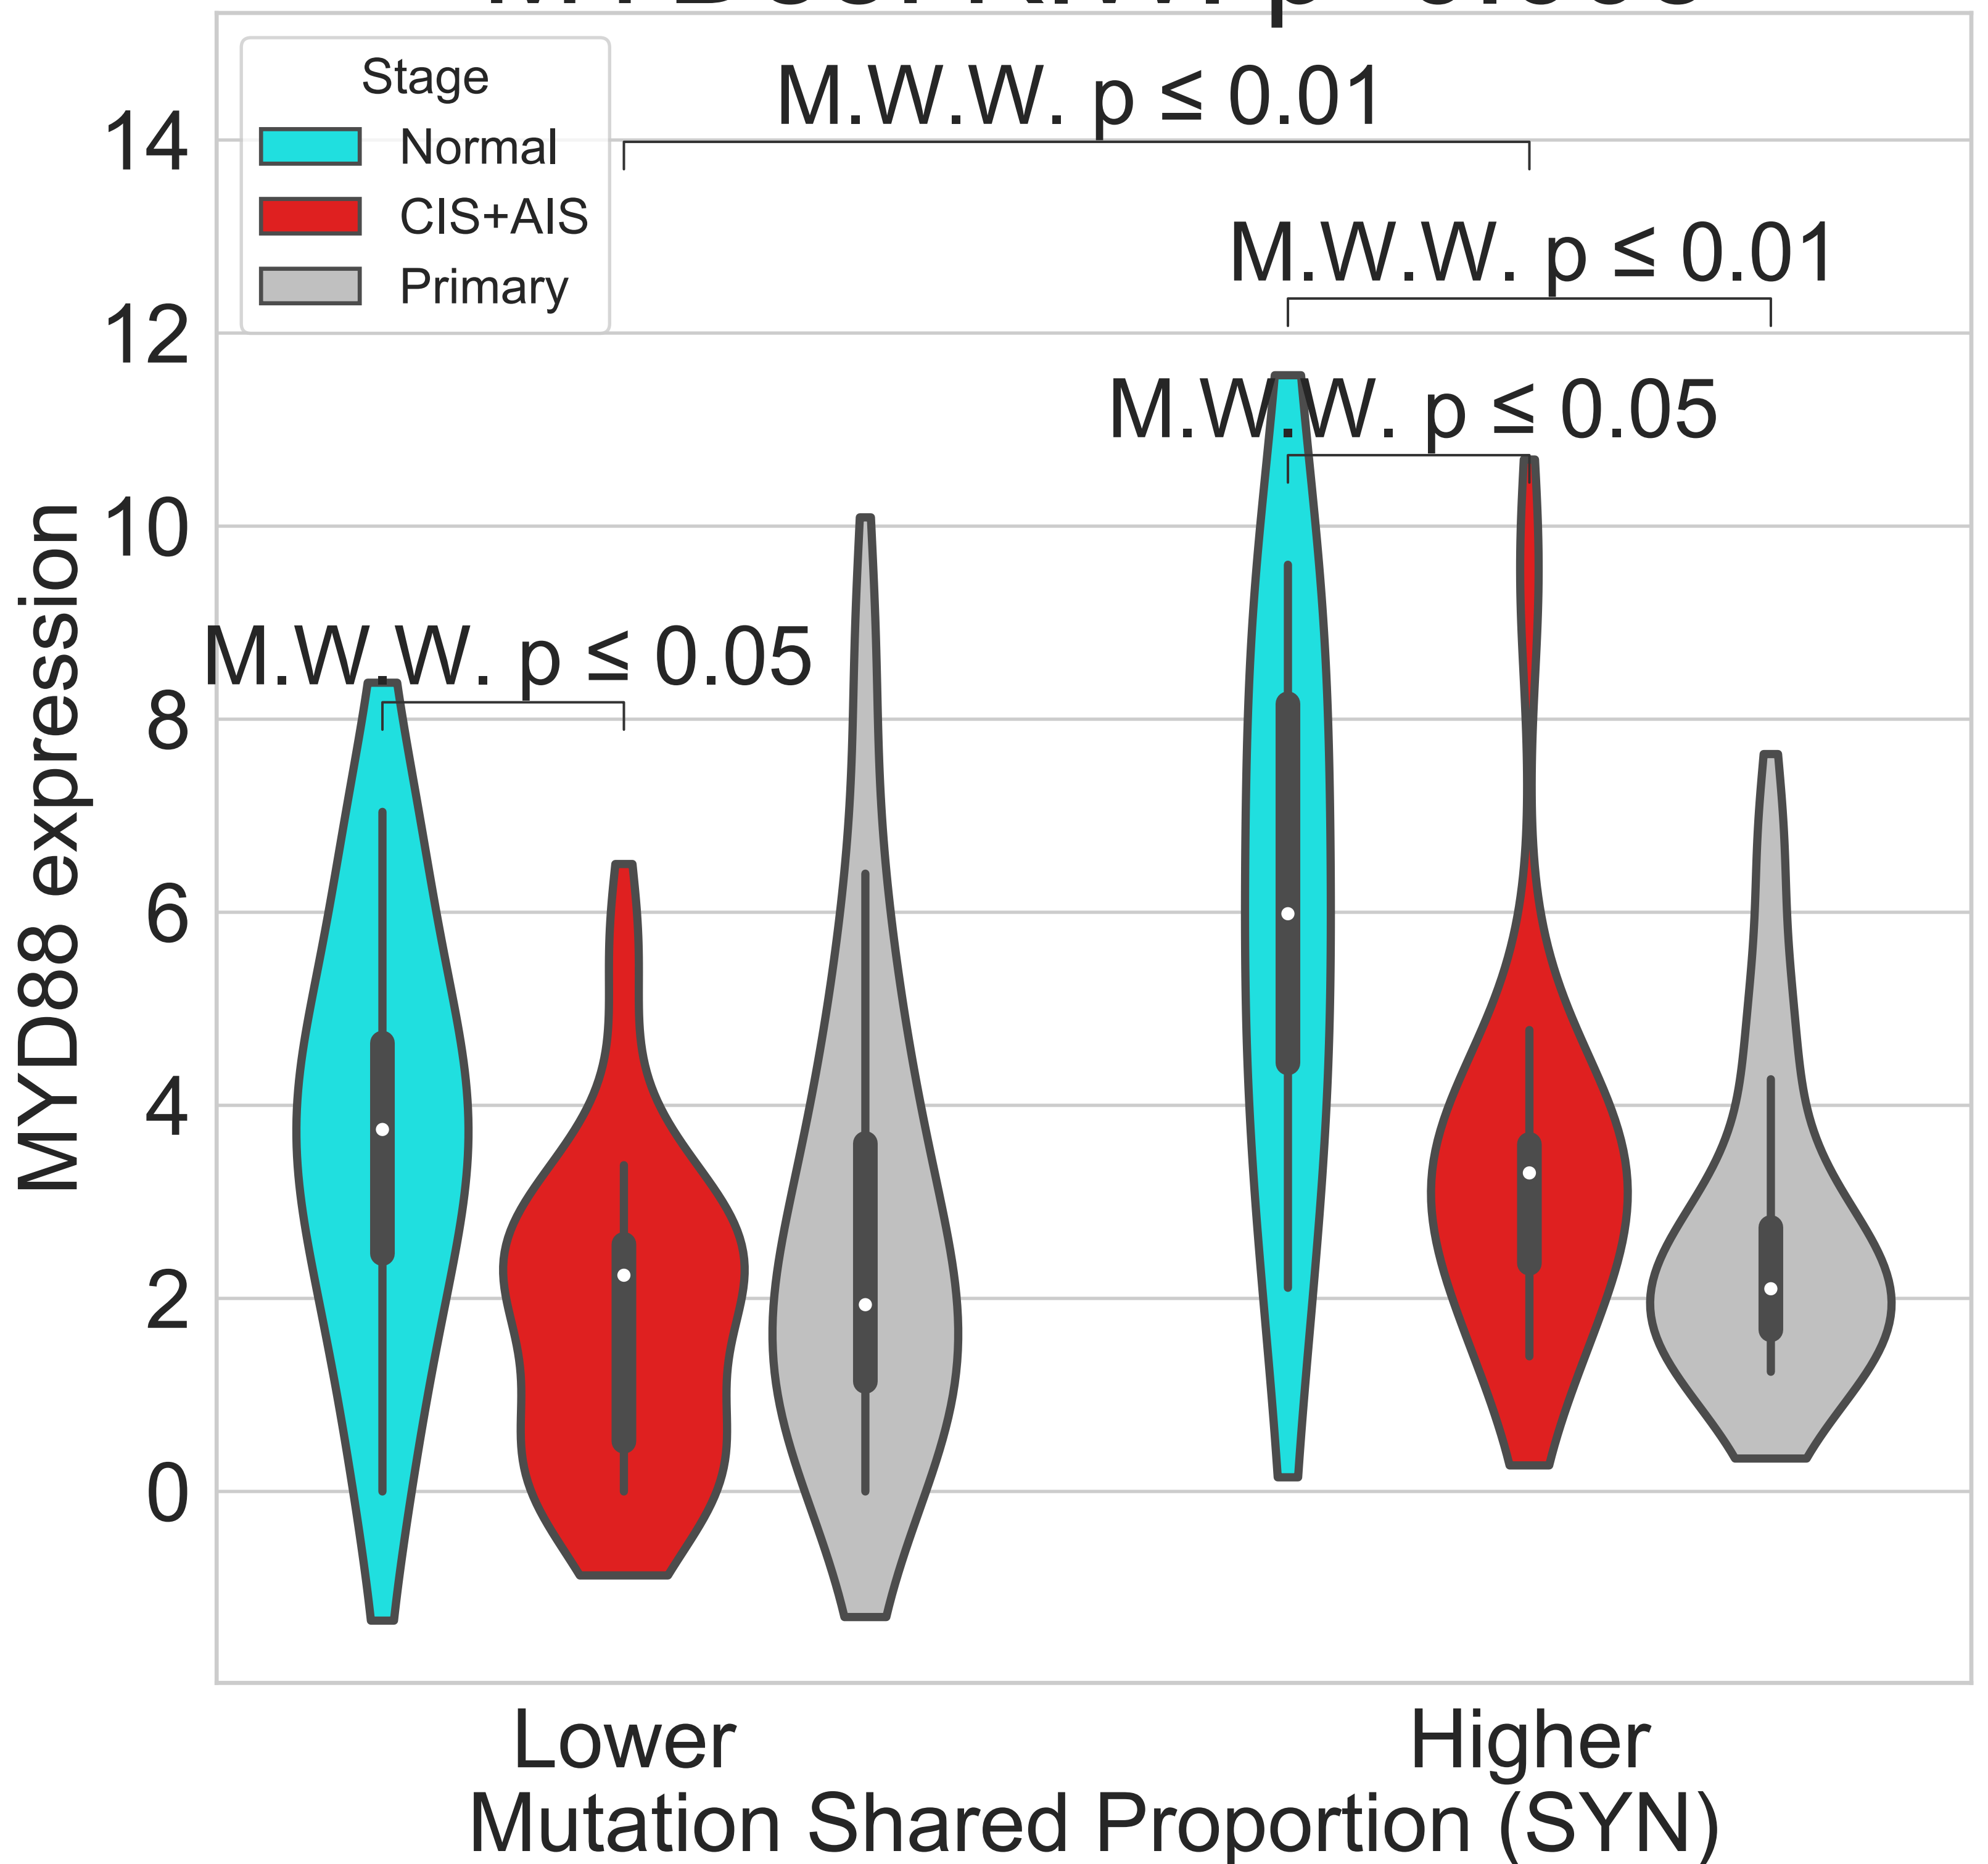 Stage
Normal
CIS+AIS
Primary
M.W.W. p ≤ 0.01
M.W.W. p ≤ 0.01
M.W.W. p ≤ 0.05
M.W.W. p ≤ 0.05
14
12
10
8
6
4
2
0
MYD88 expression
Lower
Higher
Mutation Shared Proportion (SYN)